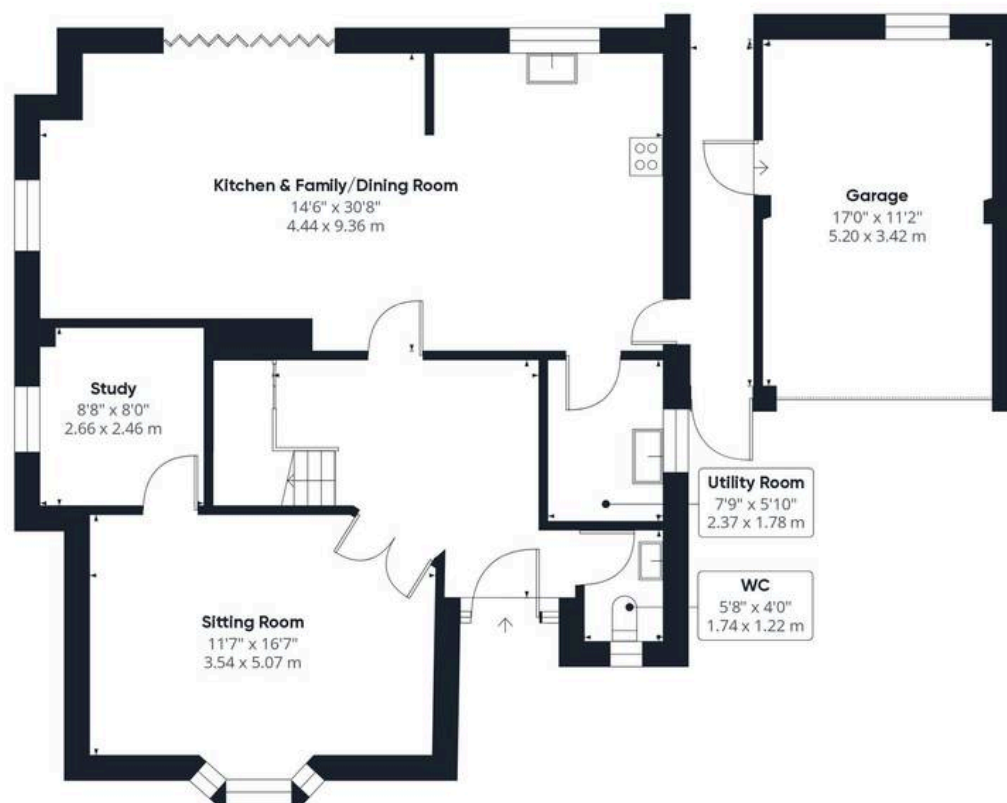 Kitchen & Family/Dining Room
14'6" x 30'8"
4.44 x 9.36 m
Garage
17'0" x 11'2"
5.20 x 3.42 m
Study
8'8" x 8'0"
2.66 x 2.46 m
Utility Room
7'9" x 5'10"
2.37 x 1.78 m
WC
5'8" x 4'0"
1.74 x 1.22 m
Sitting Room
11'7" x 16'7"
3.54 x 5.07 m